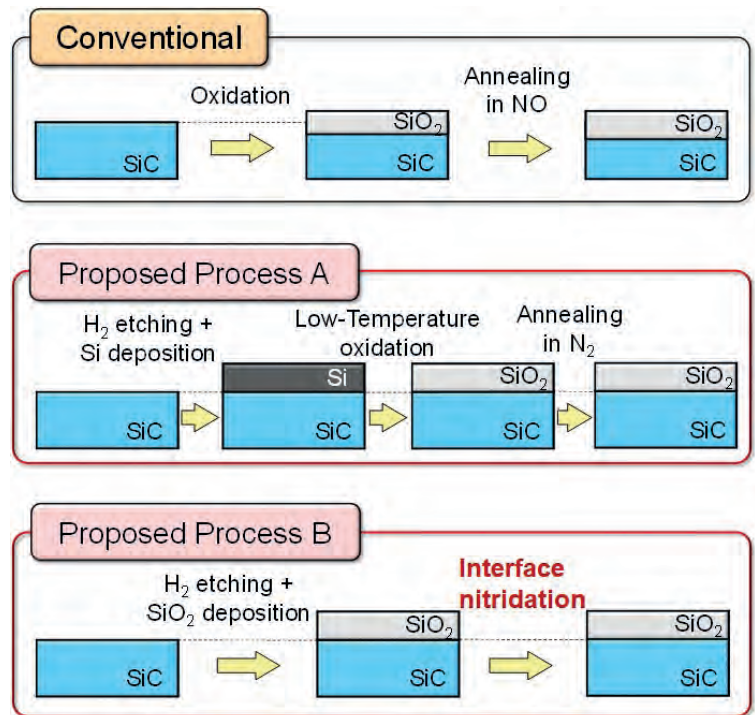 Conventional
Oxidation
Annealing
in NO
SiC
SiO₂
SiC
SiO₂
SiC
Proposed Process A
H₂ etching +
Si deposition
Low-Temperature
oxidation
Annealing
in N₂
SiC
Si
SiC
SiO₂
SiC
SiO₂
SiC
Proposed Process B
H₂ etching +
SiO₂ deposition
Interface
nitridation
SiC
SiO₂
SiC
SiO₂
SiC